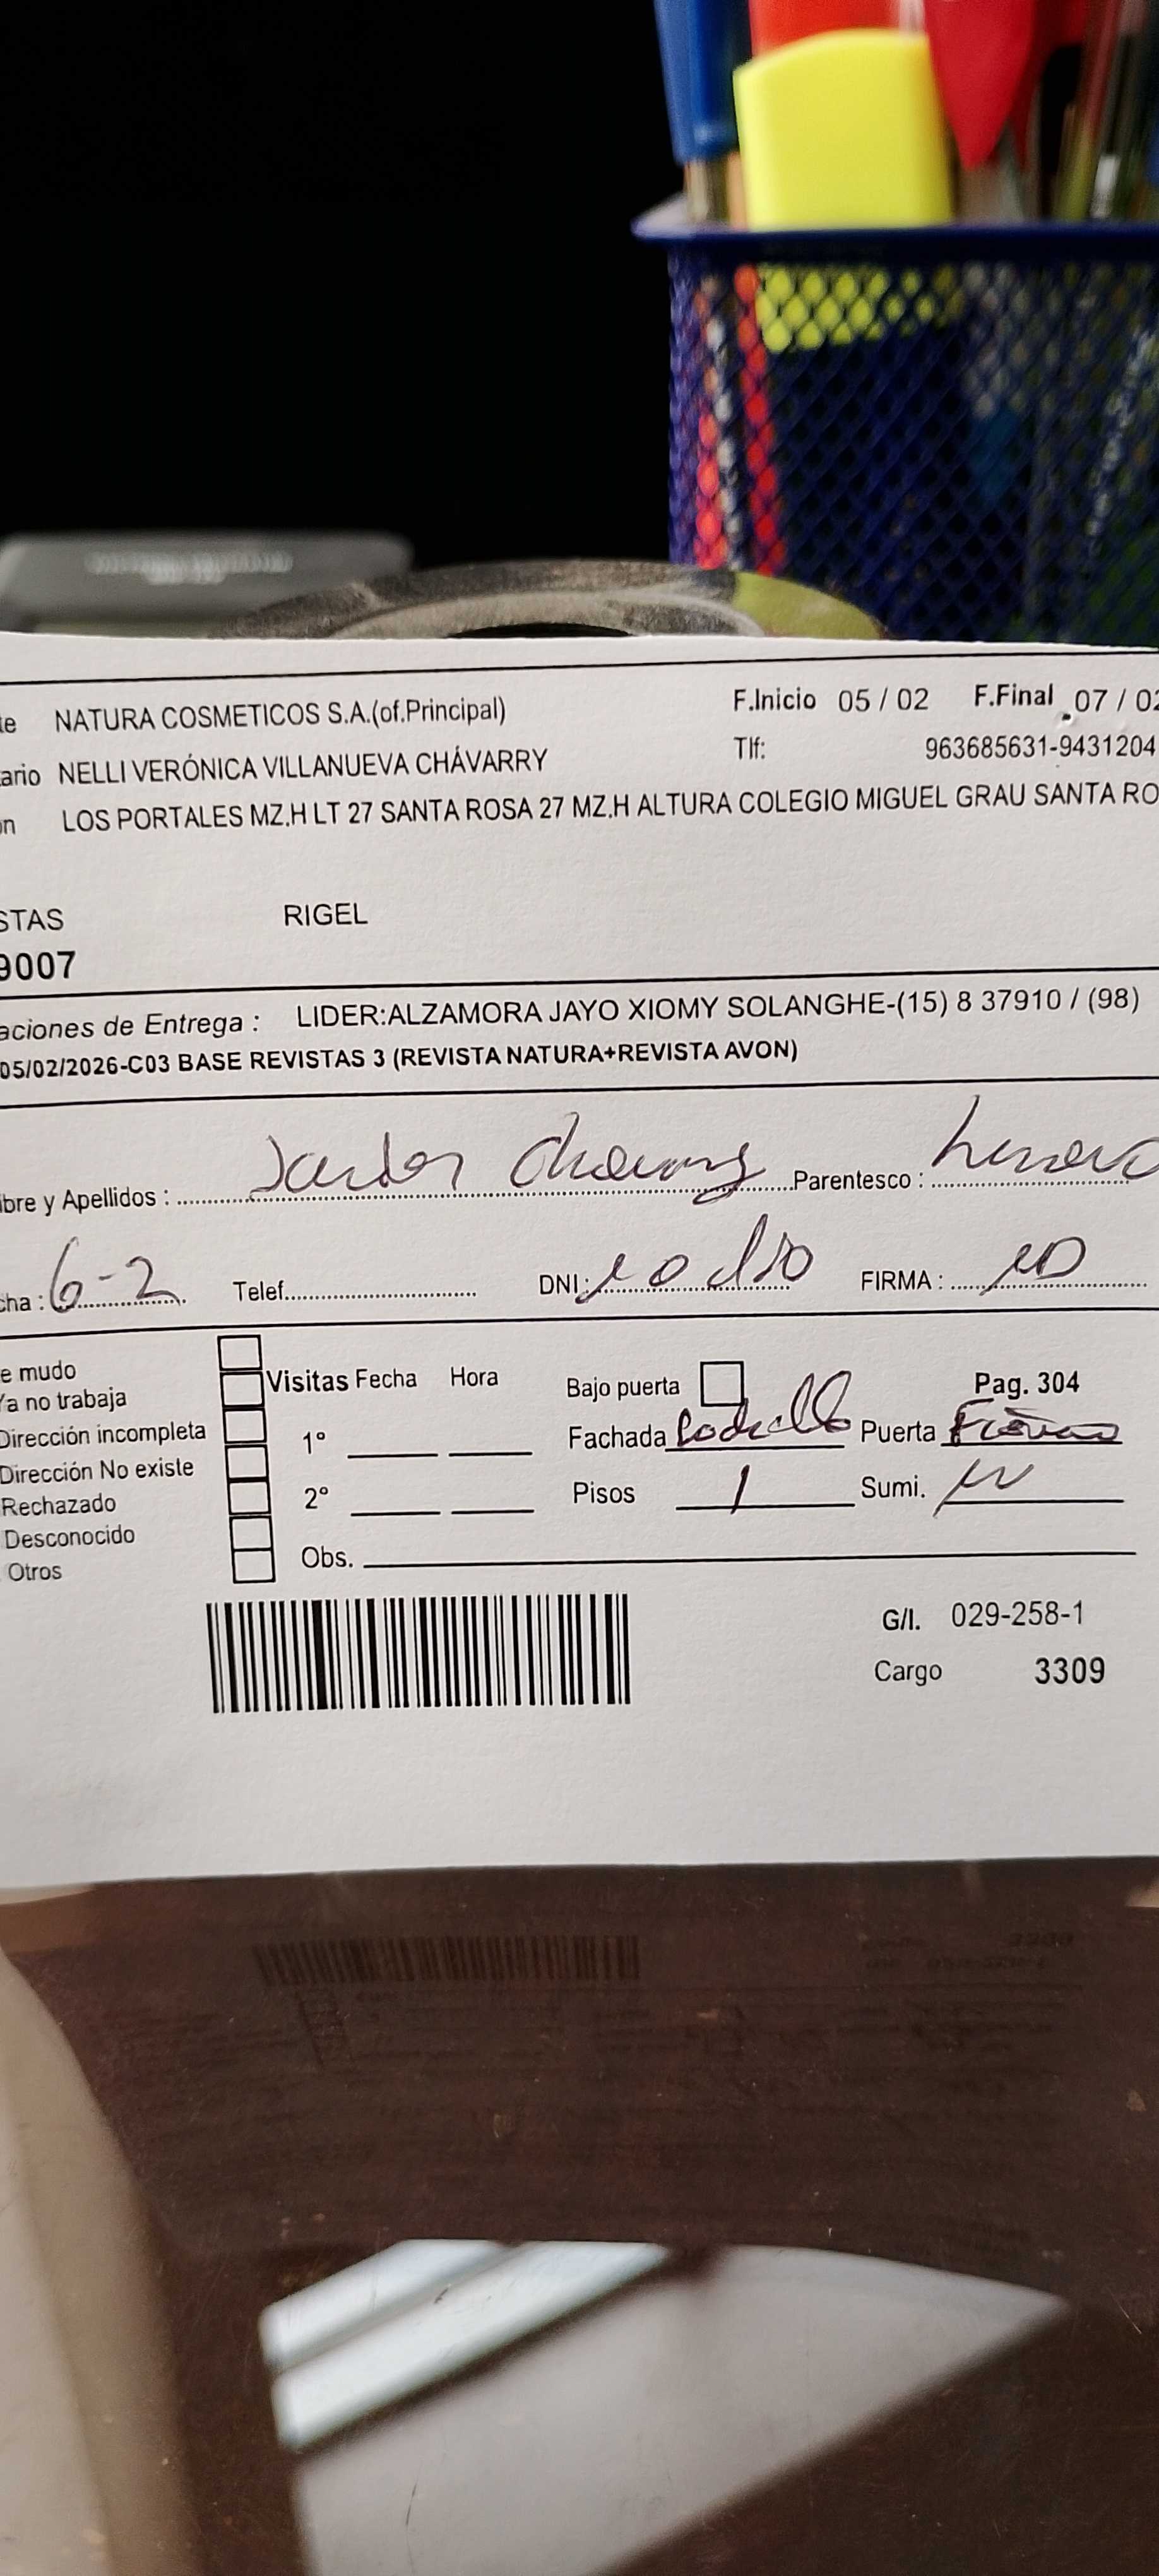 te NATURA COSMETICOS S.A.(of.Principal) F.Inicio 05 / 02 F.Final 07 / 02
ario NELLI VERÓNICA VILLANUEVA CHÁVARRY Tlf: 963685631-9431204
ón LOS PORTALES MZ.H LT 27 SANTA ROSA 27 MZ.H ALTURA COLEGIO MIGUEL GRAU SANTA RO
STAS RIGEL
9007
aciones de Entrega : LIDER:ALZAMORA JAYO XIOMY SOLANGHE-(15) 8 37910 / (98)
05/02/2026-C03 BASE REVISTAS 3 (REVISTA NATURA+REVISTA AVON)
bre y Apellidos : Parentesco :
cha : 6-2 Telef. DNI: FIRMA :
e mudo
Ya no trabaja Visitas Fecha Hora Bajo puerta Pag. 304
Dirección incompleta 1° Fachada Ladrillo Puerta
Dirección No existe
Rechazado 2° Pisos 1 Sumi.
Desconocido
Otros Obs.
G/I. 029-258-1
Cargo 3309